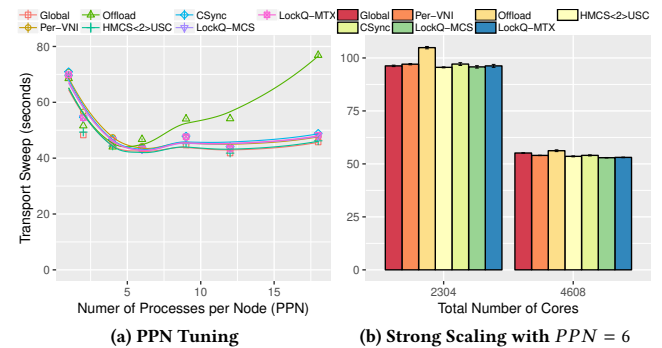 Global Offload CSync LockQ-MTX
Per-VNI HMCS<2>USC LockQ-MCS
80
60
40
20
0
Transport Sweep (seconds)
5 10 15
Numer of Processes per Node (PPN)
(a) PPN Tuning
Global Per-VNI Offload HMCS<2>USC
CSync LockQ-MCS LockQ-MTX
100
75
50
25
0
2304 4608
Total Number of Cores
(b) Strong Scaling with PPN = 6